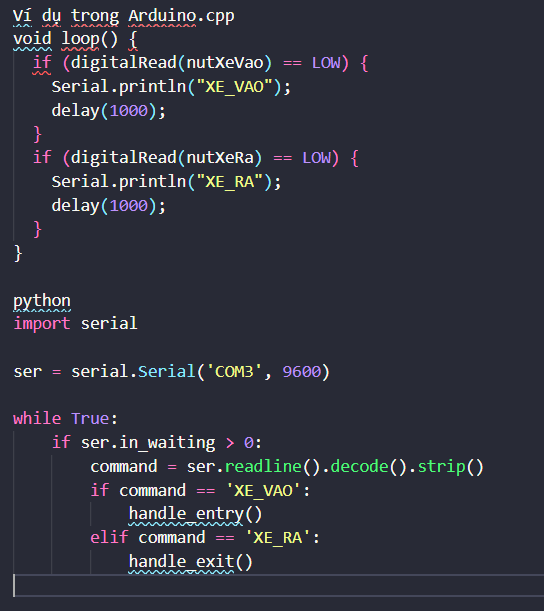 Ví dụ trong Arduino.cpp
void loop() {
  if (digitalRead(nutXeVao) == LOW) {
    Serial.println("XE_VAO");
    delay(1000);
  }
  if (digitalRead(nutXeRa) == LOW) {
    Serial.println("XE_RA");
    delay(1000);
  }
}

python
import serial

ser = serial.Serial('COM3', 9600)

while True:
    if ser.in_waiting > 0:
        command = ser.readline().decode().strip()
        if command == 'XE_VAO':
            handle_entry()
        elif command == 'XE_RA':
            handle_exit()